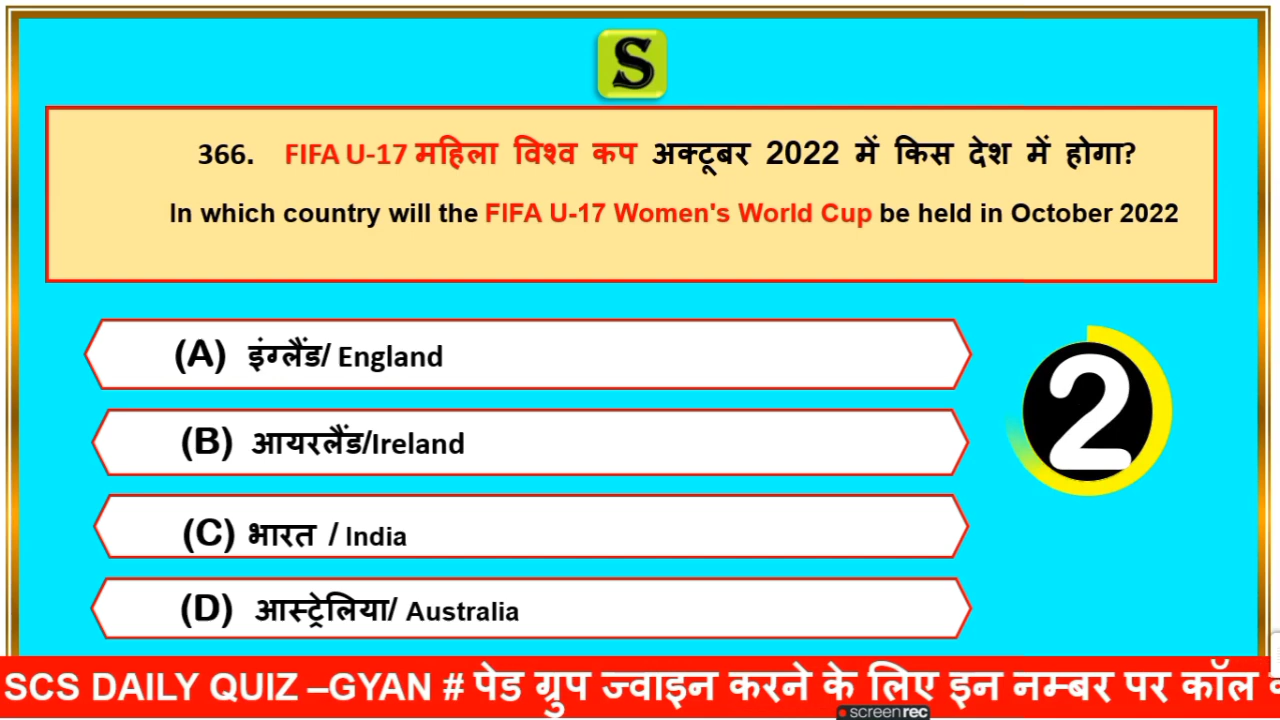 S
366. FIFA U-17 महिला विश्व कप अक्टूबर 2022 में किस देश में होगा?
In which country will the FIFA U-17 Women's World Cup be held in October 2022
(A) इंग्लैंड/ England
2
(B) आयरलैंड/Ireland
(C) भारत / India
(D) आस्ट्रेलिया/ Australia
SCS DAILY QUIZ –GYAN # पेड ग्रुप ज्वाइन करने के लिए इन नम्बर पर कॉल
screenrec